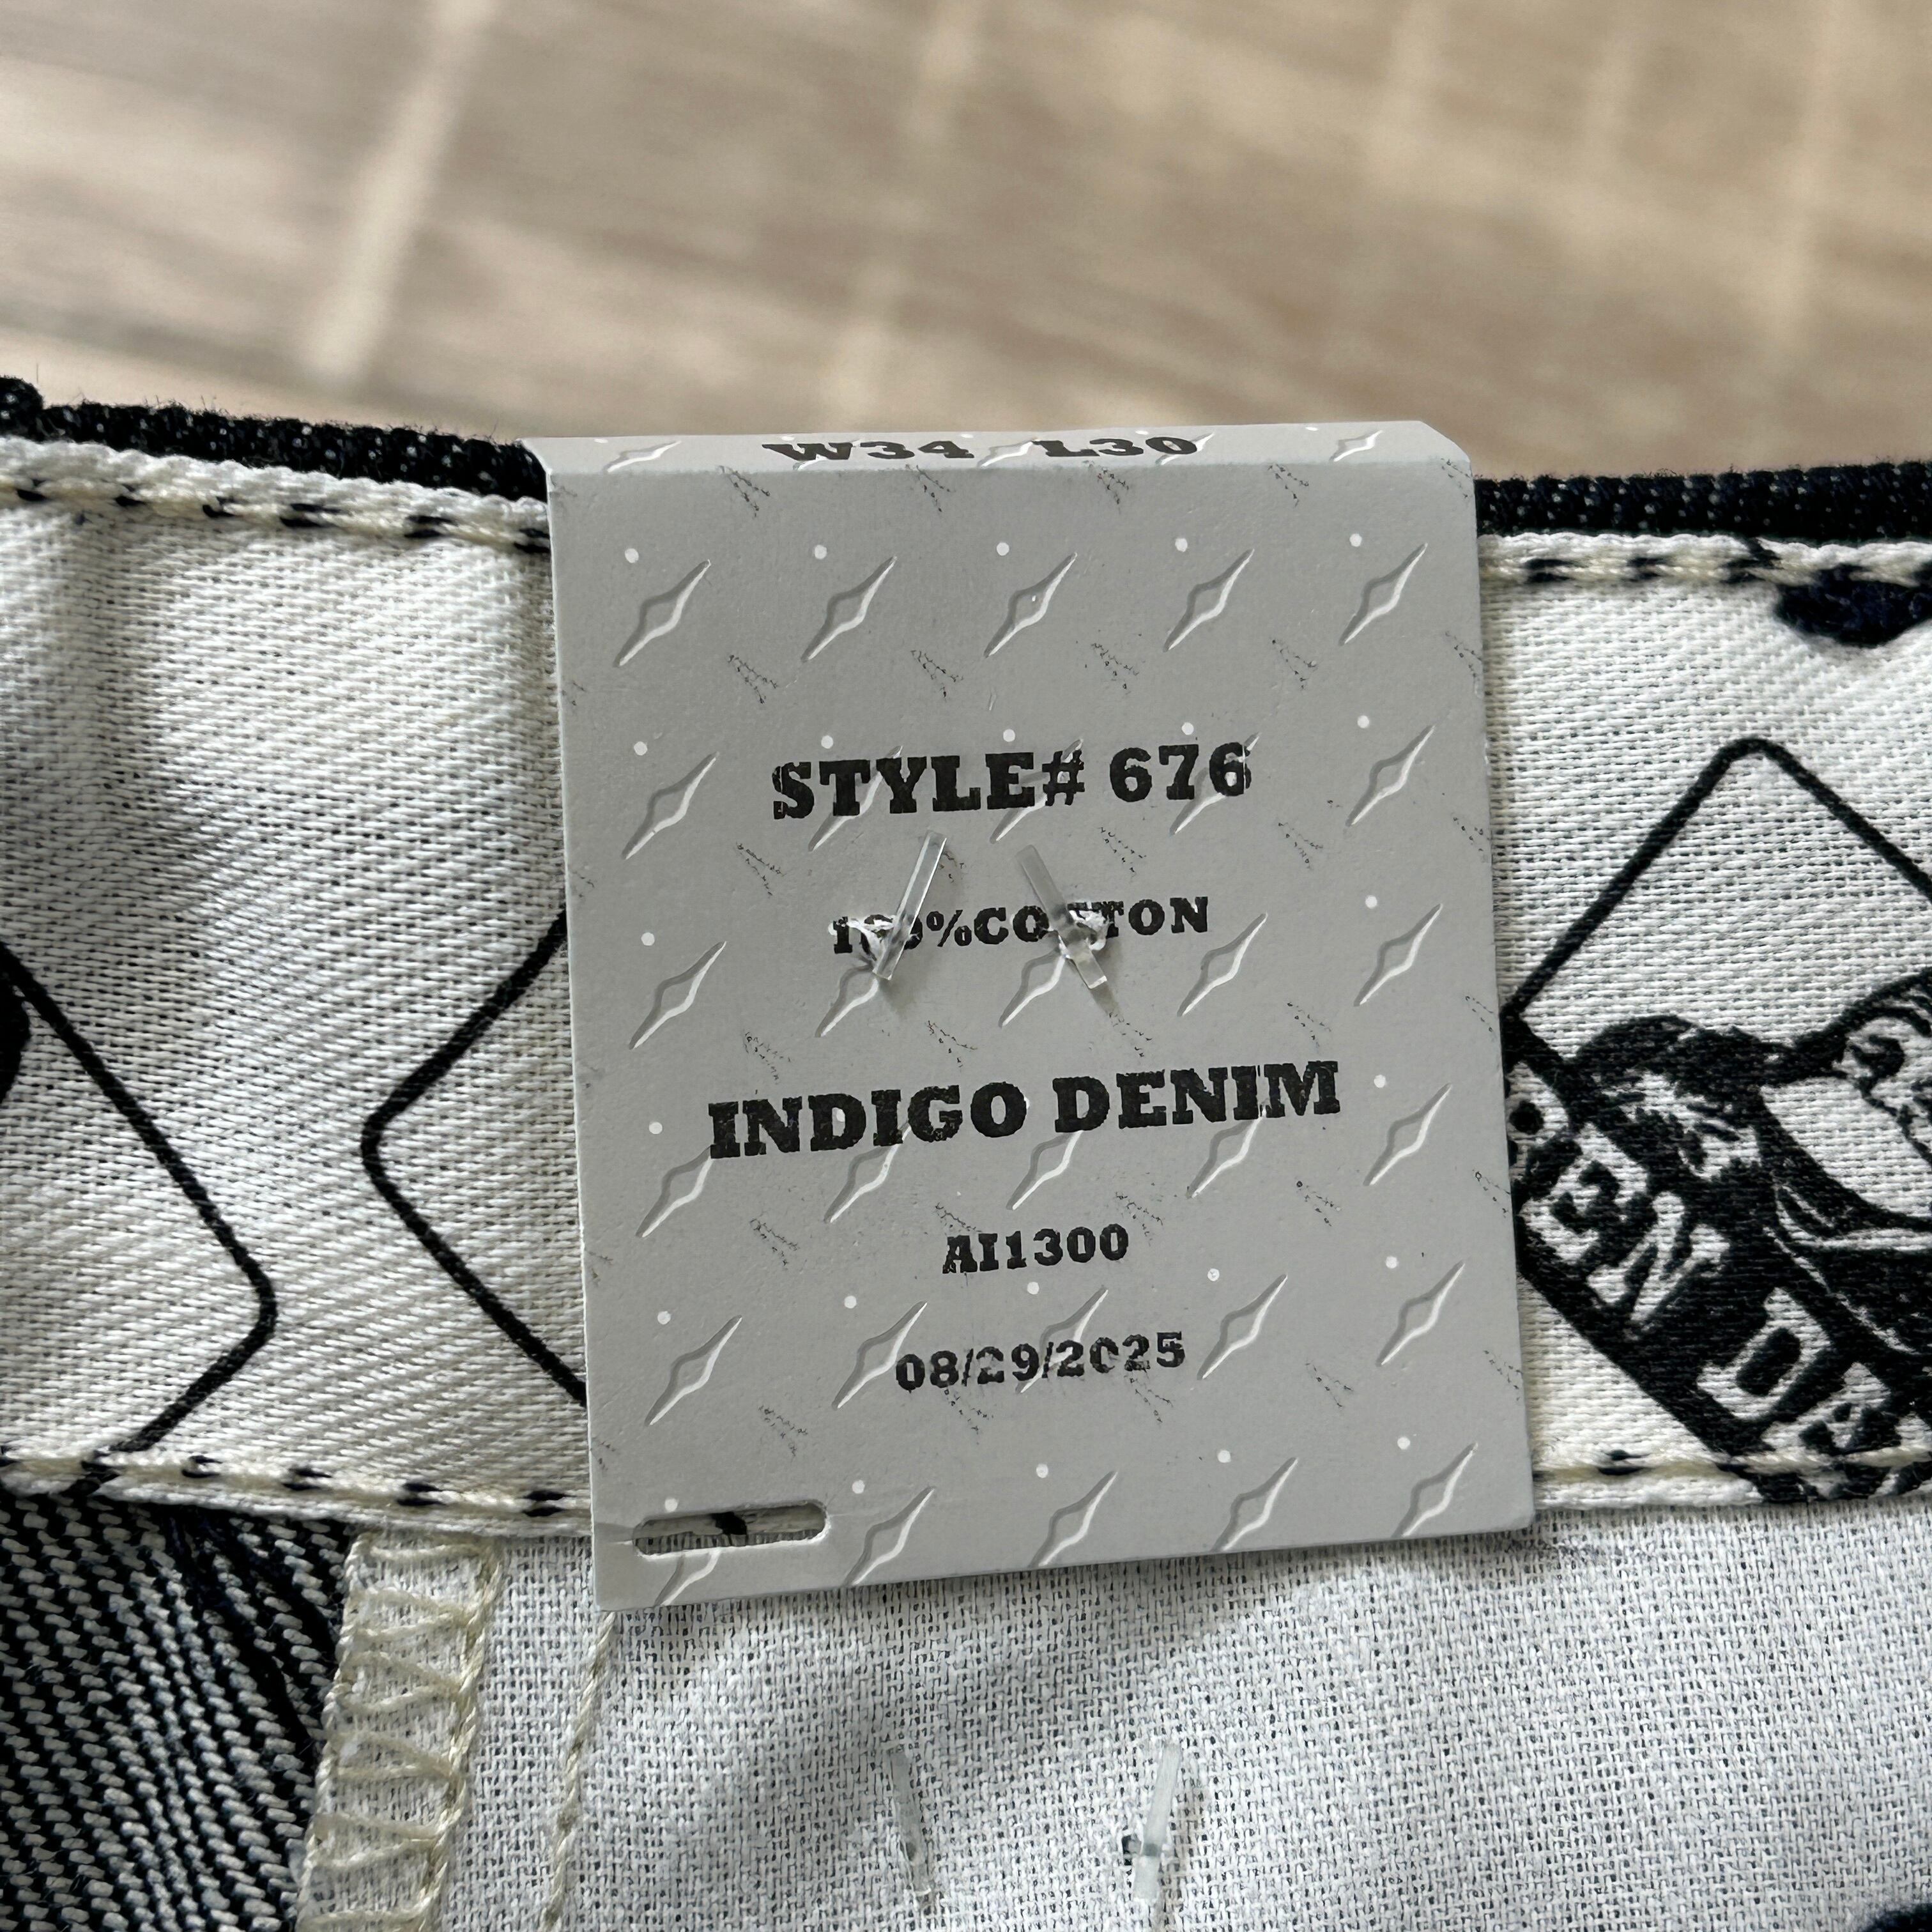 W34 L30
STYLE# 676
100%COTTON
INDIGO DENIM
AI1300
08/29/2025